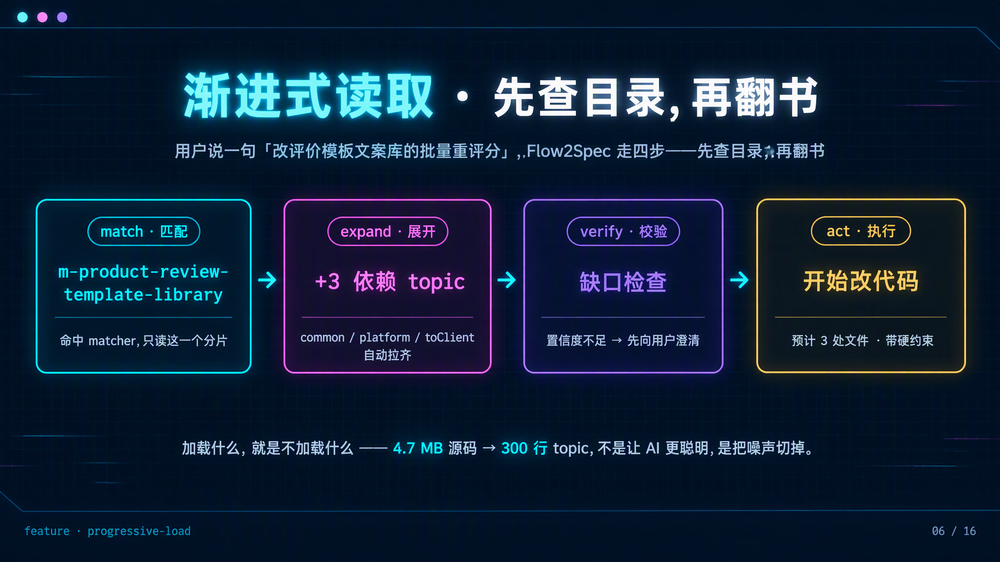 渐进式读取 · 先查目录,再翻书
用户说一句「改评价模板文案库的批量重评分」,,Flow2Spec 走四步——先查目录,再翻书
match · 匹配
m-product-review-
template-library
命中 matcher,只读这一个分片
→
expand · 展开
+3 依赖 topic
common / platform / toClient
自动拉齐
→
verify · 校验
缺口检查
置信度不足 → 先向用户澄清
→
act · 执行
开始改代码
预计 3 处文件 · 带硬约束
加载什么, 就是不加载什么 —— 4.7 MB 源码 → 300 行 topic, 不是让 AI 更聪明, 是把噪声切掉。
feature · progressive-load
06 / 16